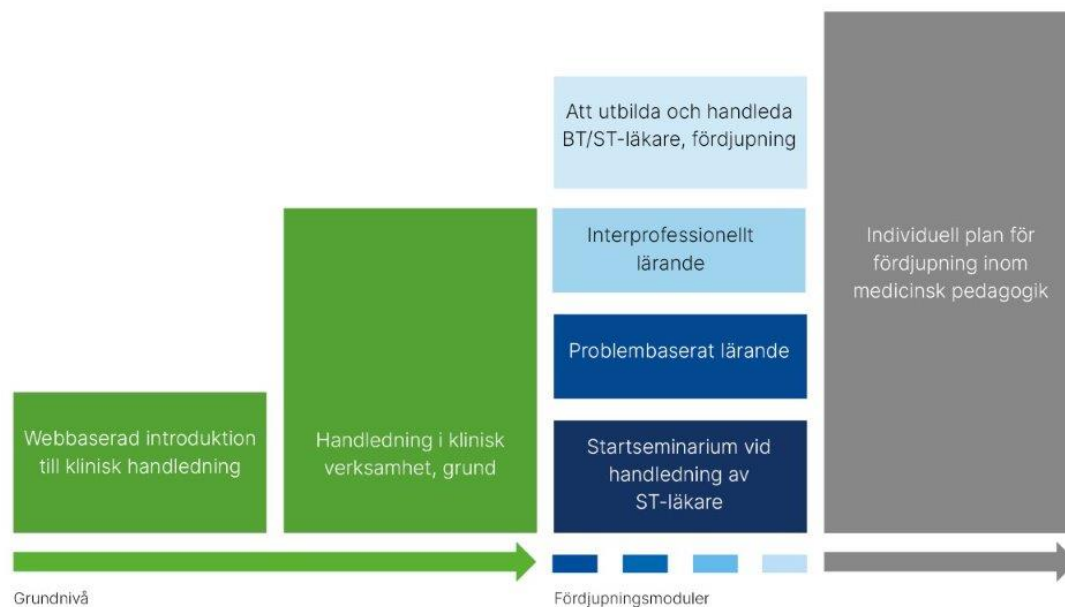 Webbaserad introduktion
till klinisk handledning
Handledning i klinisk
verksamhet, grund
Att utbilda och handleda
BT/ST-läkare, fördjupning
Interprofessionellt
lärande
Problembaserat lärande
Startseminarium vid
handledning av
ST-läkare
Individuell plan för
fördjupning inom
medicinsk pedagogik
Grundnivå
Fördjupningsmoduler